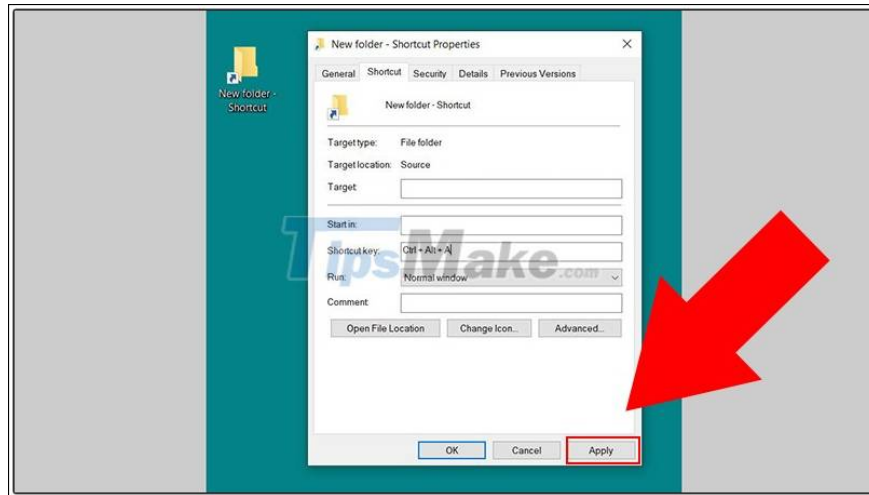 New folder - Shortcut Properties
General Shortcut Security Details Previous Versions
New folder -
Shortcut
New folder - Shortcut
Target type: File folder
Target location: Source
Target:
Start in:
Shortcut key: Ctrl + Alt + A
Run: Normal window
Comment:
Open File Location Change Icon... Advanced...
OK Cancel Apply
TipsMake.com